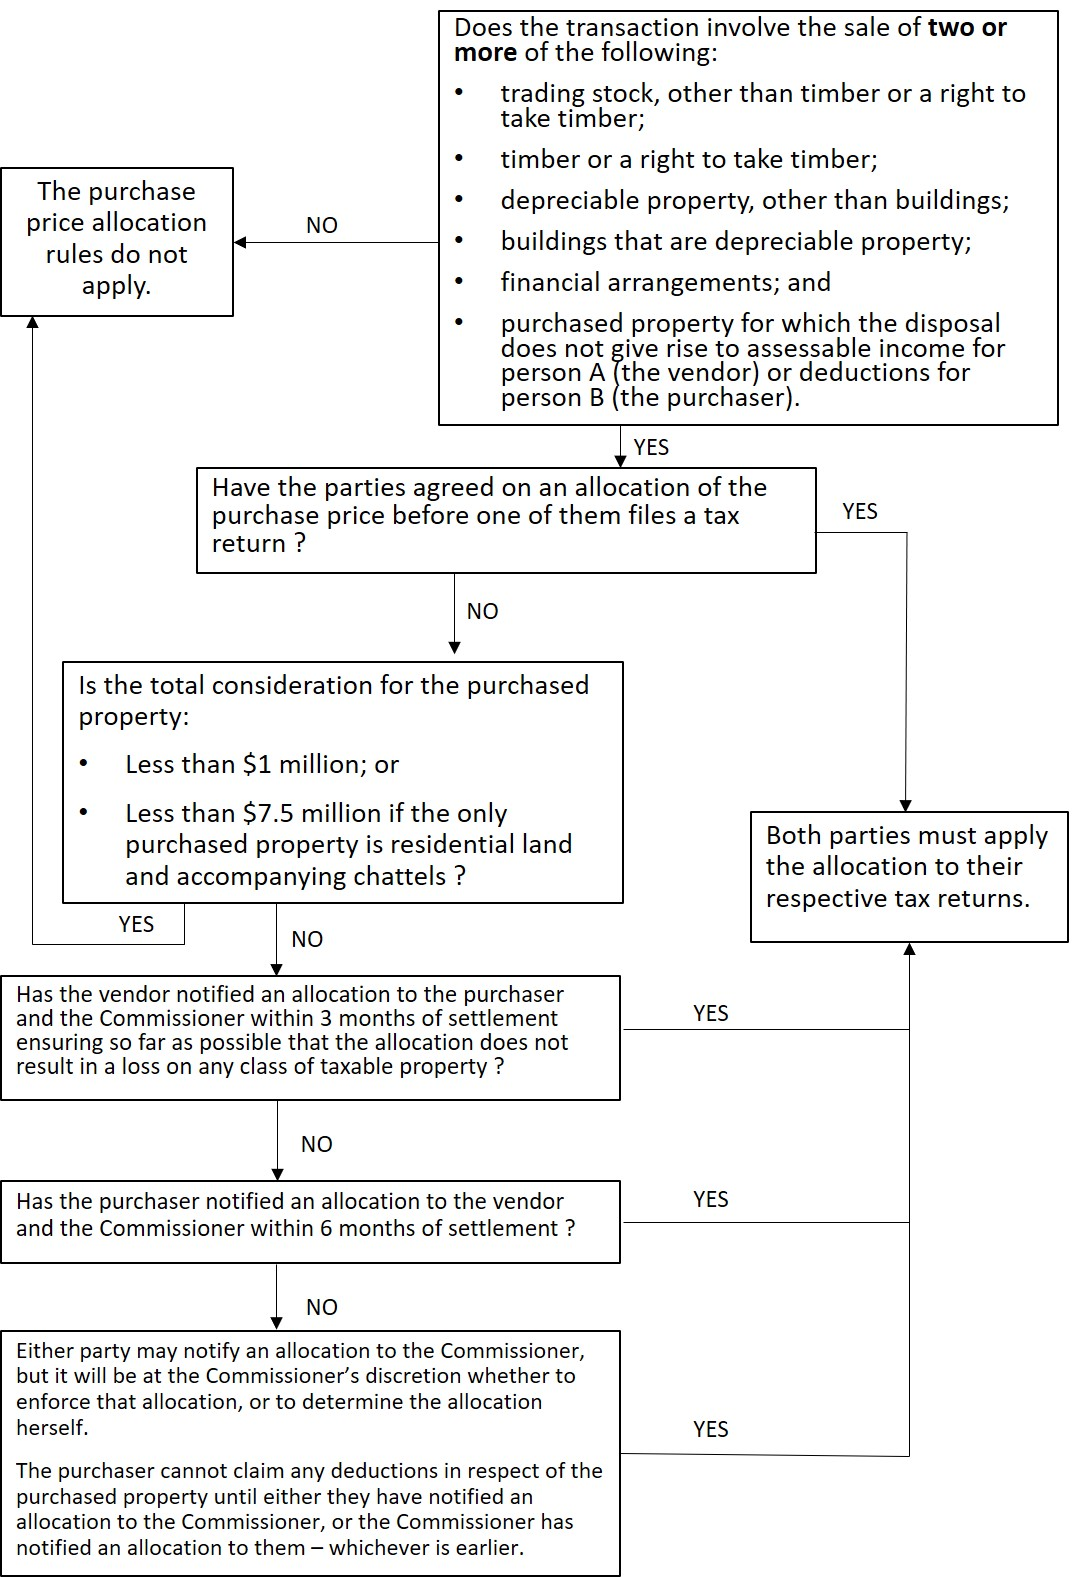 Does the transaction involve the sale of two or
more of the following:
• trading stock, other than timber or a right to
take timber;
• timber or a right to take timber;
• depreciable property, other than buildings;
• buildings that are depreciable property;
• financial arrangements; and
• purchased property for which the disposal
does not give rise to assessable income for
person A (the vendor) or deductions for
person B (the purchaser).
NO
The purchase
price allocation
rules do not
apply.
YES
Have the parties agreed on an allocation of the
purchase price before one of them files a tax
return ?
YES
NO
Is the total consideration for the purchased
property:
• Less than $1 million; or
• Less than $7.5 million if the only
purchased property is residential land
and accompanying chattels ?
Both parties must apply
the allocation to their
respective tax returns.
YES
NO
Has the vendor notified an allocation to the purchaser
and the Commissioner within 3 months of settlement
ensuring so far as possible that the allocation does not
result in a loss on any class of taxable property ?
YES
NO
Has the purchaser notified an allocation to the vendor
and the Commissioner within 6 months of settlement ?
YES
NO
Either party may notify an allocation to the Commissioner,
but it will be at the Commissioner’s discretion whether to
enforce that allocation, or to determine the allocation
herself.
The purchaser cannot claim any deductions in respect of the
purchased property until either they have notified an
allocation to the Commissioner, or the Commissioner has
notified an allocation to them – whichever is earlier.
YES